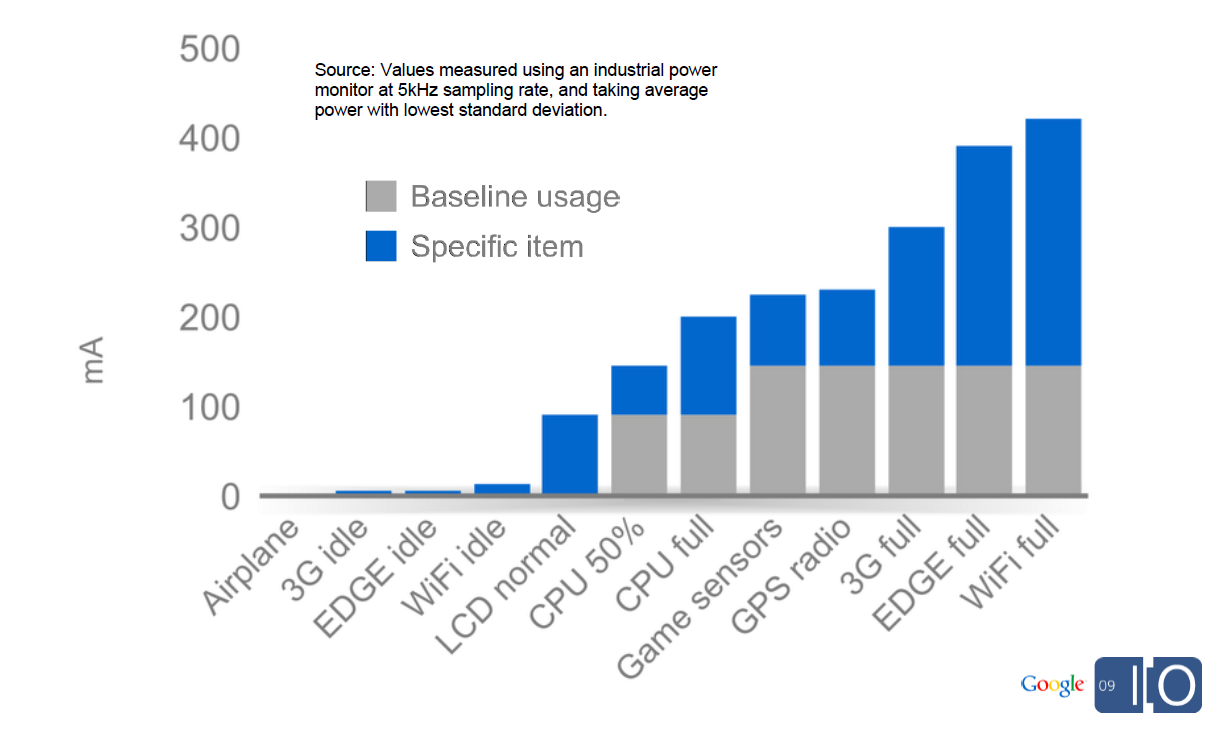 500
Source: Values measured using an industrial power
monitor at 5kHz sampling rate, and taking average
power with lowest standard deviation.
400
Baseline usage
300
Specific item
200
mA
100
0
Airplane
3G idle
EDGE idle
WiFi idle
LCD normal
CPU 50%
CPU full
Game sensors
GPS radio
3G full
EDGE full
WiFi full
Google 09 IO